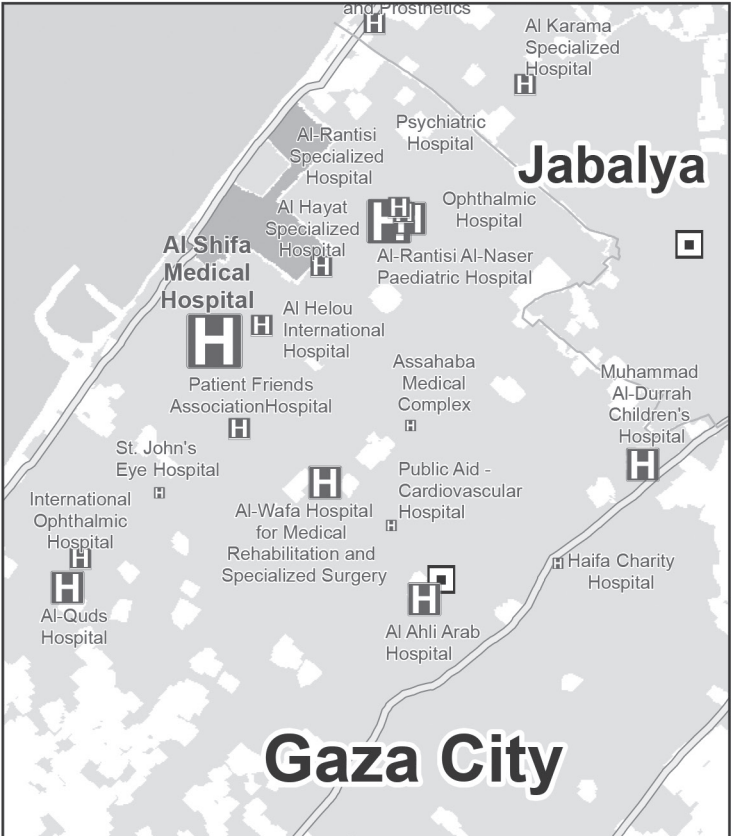 and Prosthetics
H
Al Karama
Specialized
Hospital
H
Psychiatric
Hospital
Al-Rantisi
Specialized
Hospital
Jabalya
Ophthalmic
Hospital
H
H
Al Hayat
Specialized
Hospital
H
Al-Rantisi Al-Naser
Paediatric Hospital
Al Shifa
Medical
Hospital
H
H
Al Helou
International
Hospital
Assahaba
Medical
Complex
H
Muhammad
Al-Durrah
Children's
Hospital
H
Patient Friends
AssociationHospital
H
St. John's
Eye Hospital
H
Public Aid -
Cardiovascular
Hospital
H
H
Al-Wafa Hospital
for Medical
Rehabilitation and
Specialized Surgery
International
Ophthalmic
Hospital
H
H
Al-Quds
Hospital
H
Haifa Charity
Hospital
H
Al Ahli Arab
Hospital
Gaza City